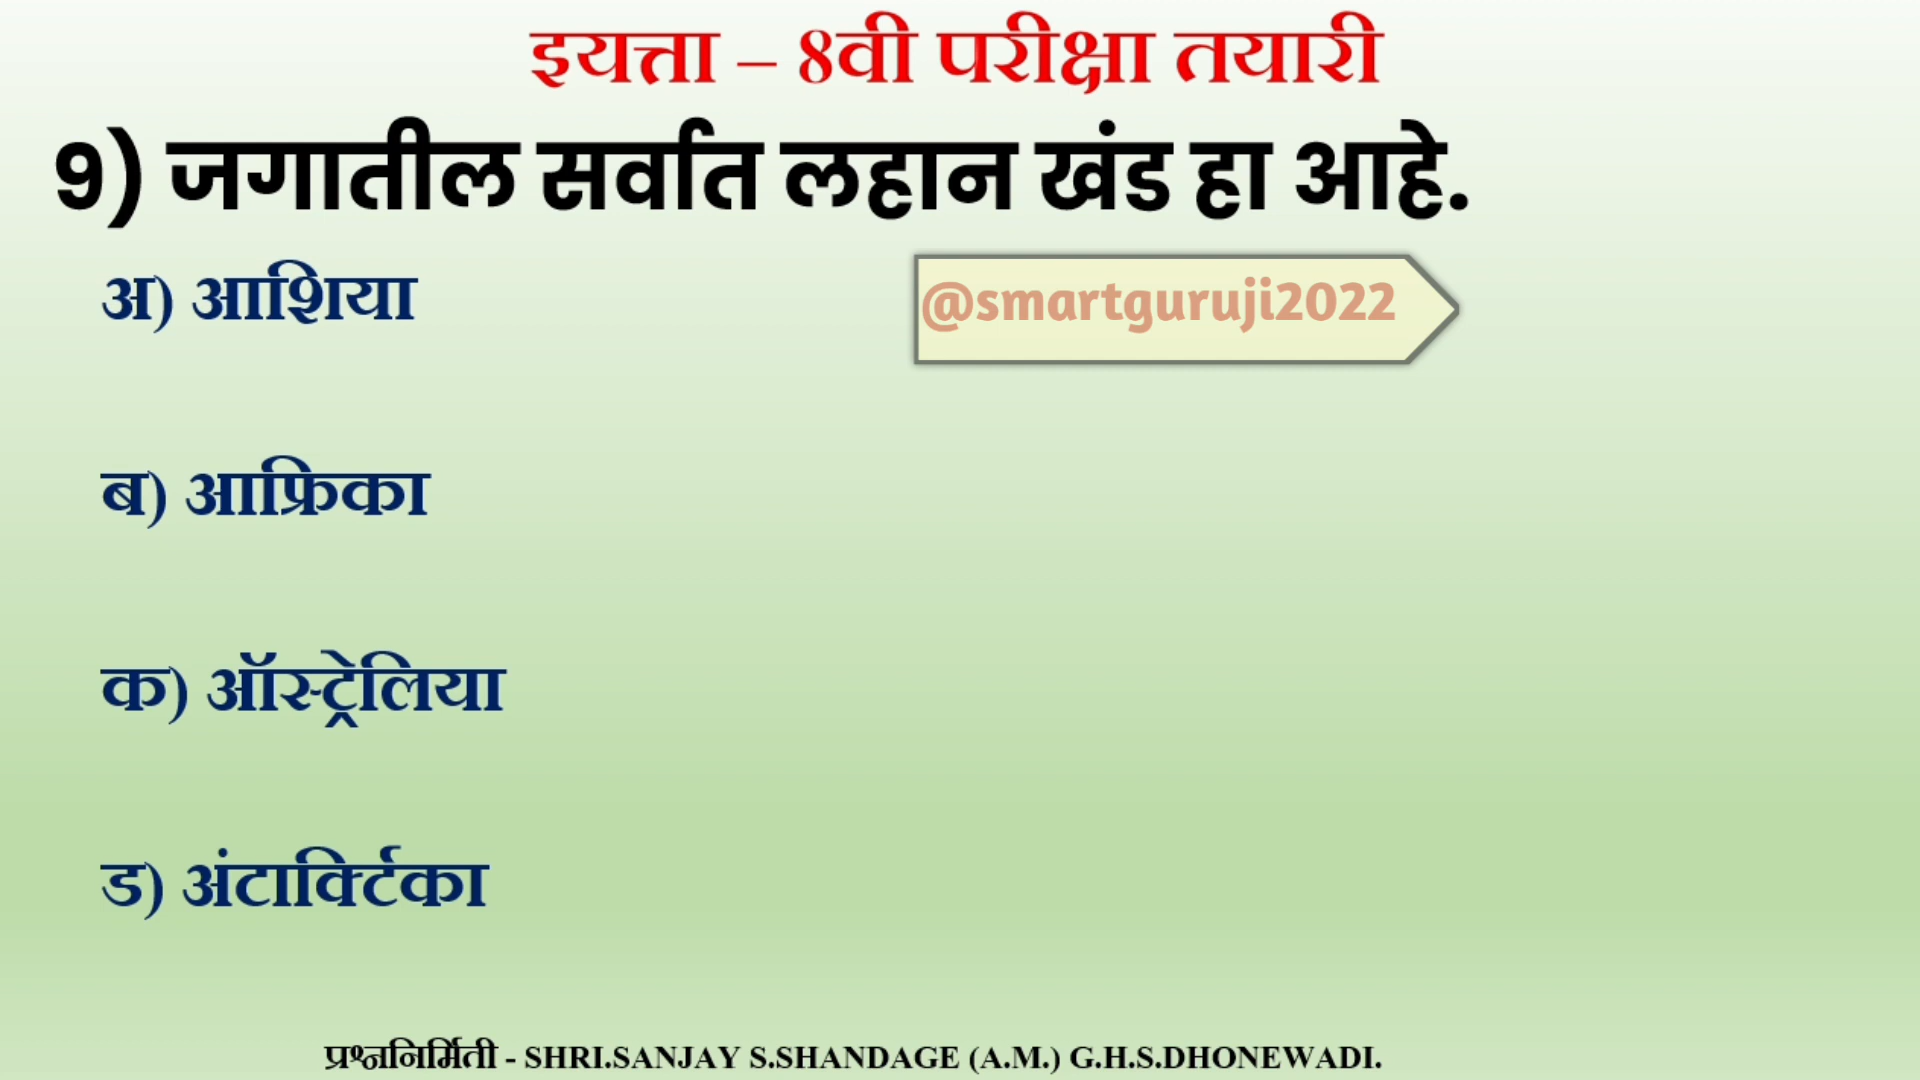 इयत्ता – 8वी परीक्षा तयारी
9) जगातील सर्वात लहान खंड हा आहे.
अ) आशिया
@smartguruji2022
ब) आफ्रिका
क) ऑस्ट्रेलिया
ड) अंटार्क्टिका
प्रश्ननिर्मिती - SHRI.SANJAY S.SHANDAGE (A.M.) G.H.S.DHONEWADI.